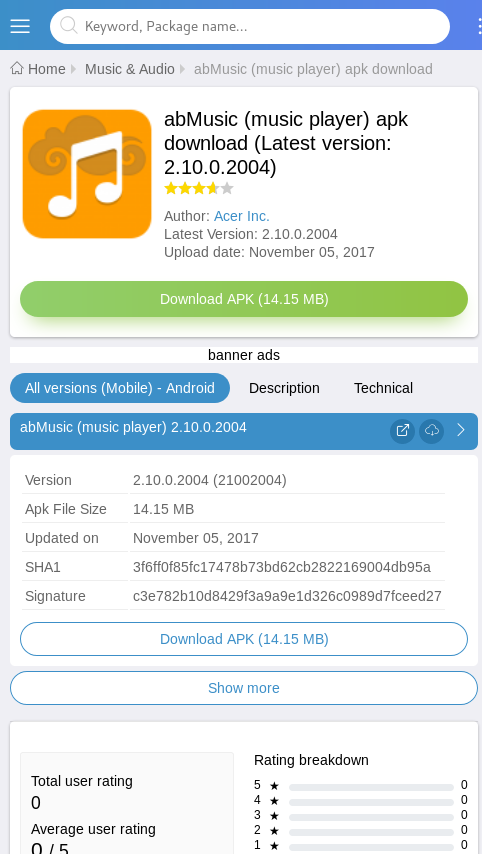 Keyword, Package name...
Home Music & Audio abMusic (music player) apk download
abMusic (music player) apk
download (Latest version:
2.10.0.2004)
Author: Acer Inc.
Latest Version: 2.10.0.2004
Upload date: November 05, 2017
Download APK (14.15 MB)
banner ads
All versions (Mobile) - Android Description Technical
abMusic (music player) 2.10.0.2004
Version 2.10.0.2004 (21002004)
Apk File Size 14.15 MB
Updated on November 05, 2017
SHA1 3f6ff0f85fc17478b73bd62cb2822169004db95a
Signature c3e782b10d8429f3a9a9e1d326c0989d7fceed27
Download APK (14.15 MB)
Show more
Total user rating
0
Average user rating
0 / 5
Rating breakdown
5 ★ 0
4 ★ 0
3 ★ 0
2 ★ 0
1 ★ 0